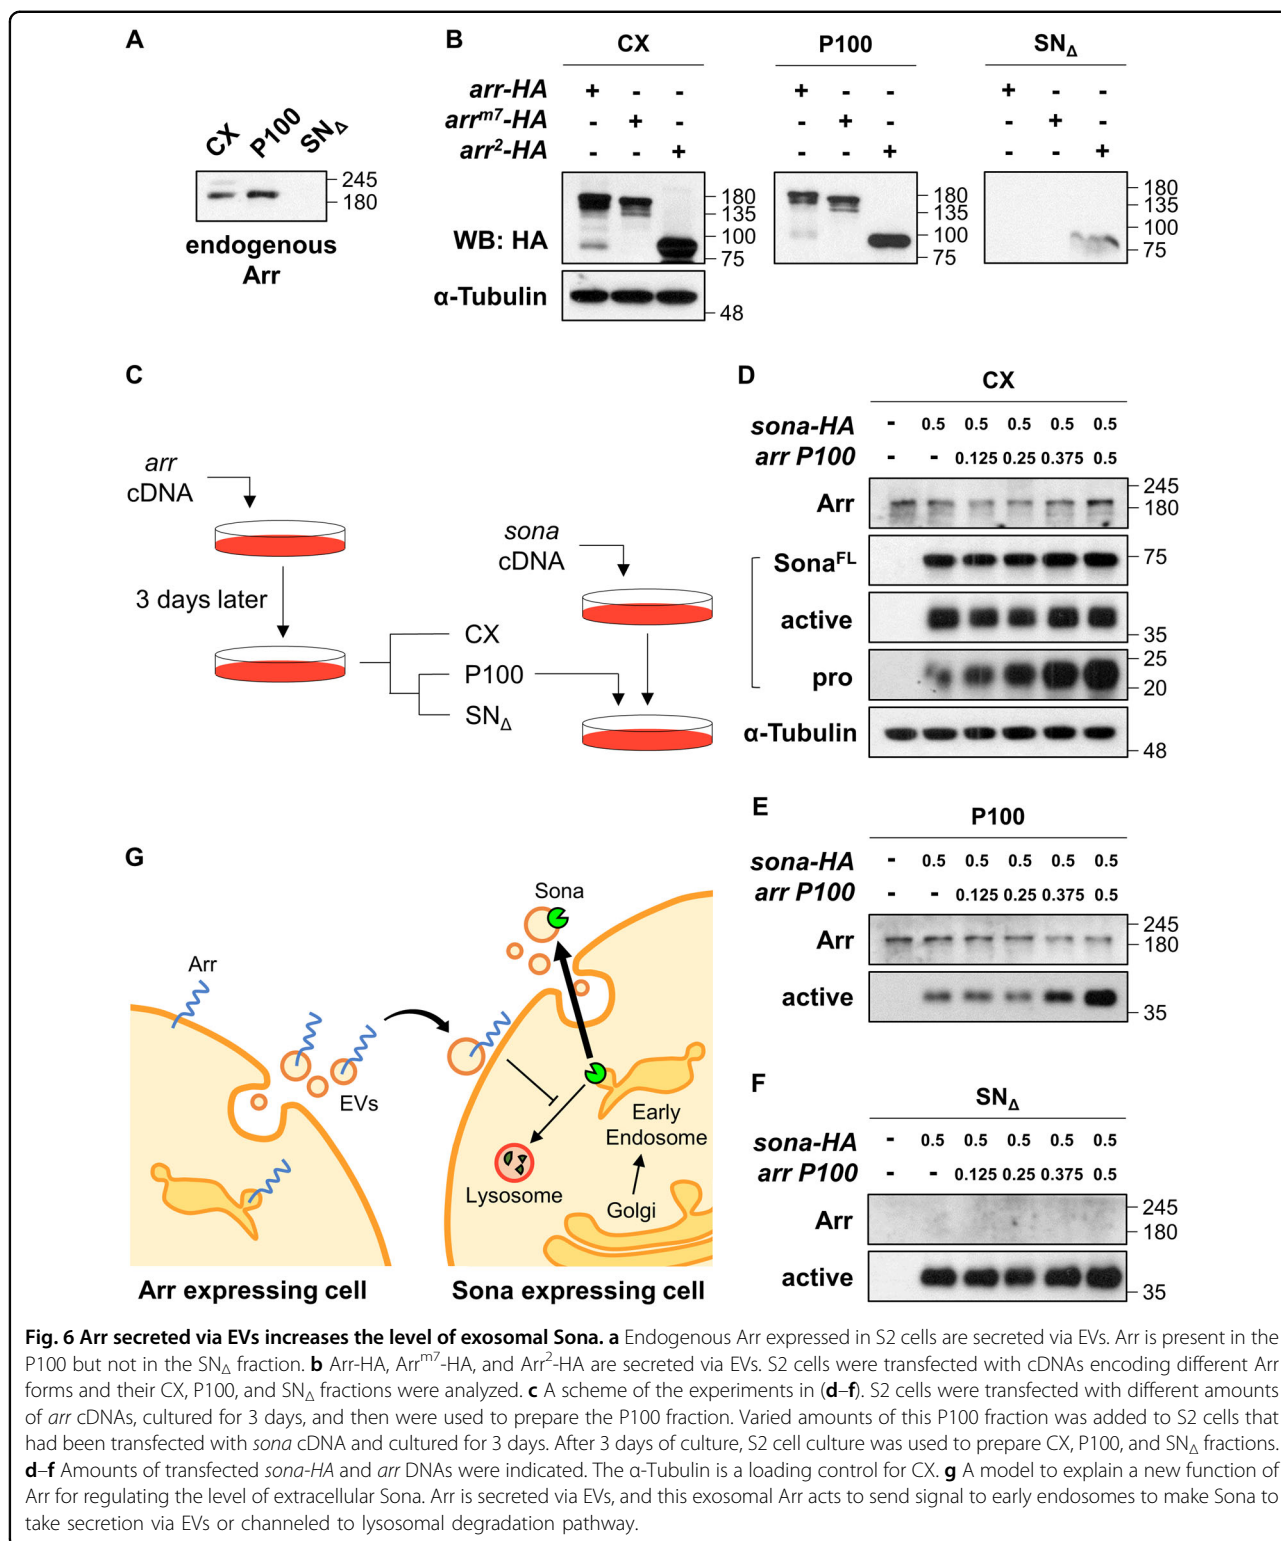 A
CX P100 SNΔ
245
180
endogenous
Arr
B
CX P100 SNΔ
arr-HA + - - + - - + - -
arrm7-HA - + - - + - - + -
arr2-HA - - + - - + - - +
WB: HA
180
135
100
75
180
135
100
75
180
135
100
75
α-Tubulin
48
C
arr
cDNA
3 days later
CX
P100
SNΔ
sona
cDNA
D
CX
sona-HA - 0.5 0.5 0.5 0.5 0.5
arr P100 - - 0.125 0.25 0.375 0.5
Arr
245
180
SonaFL
75
active
35
pro
25
20
α-Tubulin
48
E
P100
sona-HA - 0.5 0.5 0.5 0.5 0.5
arr P100 - - 0.125 0.25 0.375 0.5
Arr
245
180
active
35
F
SNΔ
sona-HA - 0.5 0.5 0.5 0.5 0.5
arr P100 - - 0.125 0.25 0.375 0.5
Arr
245
180
active
35
G
Sona
Arr
EVs
Early
Endosome
Lysosome
Golgi
Arr expressing cell
Sona expressing cell
Fig. 6 Arr secreted via EVs increases the level of exosomal Sona. a Endogenous Arr expressed in S2 cells are secreted via EVs. Arr is present in the
P100 but not in the SNΔ fraction. b Arr-HA, Arrm7-HA, and Arr2-HA are secreted via EVs. S2 cells were transfected with cDNAs encoding different Arr
forms and their CX, P100, and SNΔ fractions were analyzed. c A scheme of the experiments in (d–f). S2 cells were transfected with different amounts
of arr cDNAs, cultured for 3 days, and then were used to prepare the P100 fraction. Varied amounts of this P100 fraction was added to S2 cells that
had been transfected with sona cDNA and cultured for 3 days. After 3 days of culture, S2 cell culture was used to prepare CX, P100, and SNΔ fractions.
d–f Amounts of transfected sona-HA and arr DNAs were indicated. The α-Tubulin is a loading control for CX. g A model to explain a new function of
Arr for regulating the level of extracellular Sona. Arr is secreted via EVs, and this exosomal Arr acts to send signal to early endosomes to make Sona to
take secretion via EVs or channeled to lysosomal degradation pathway.